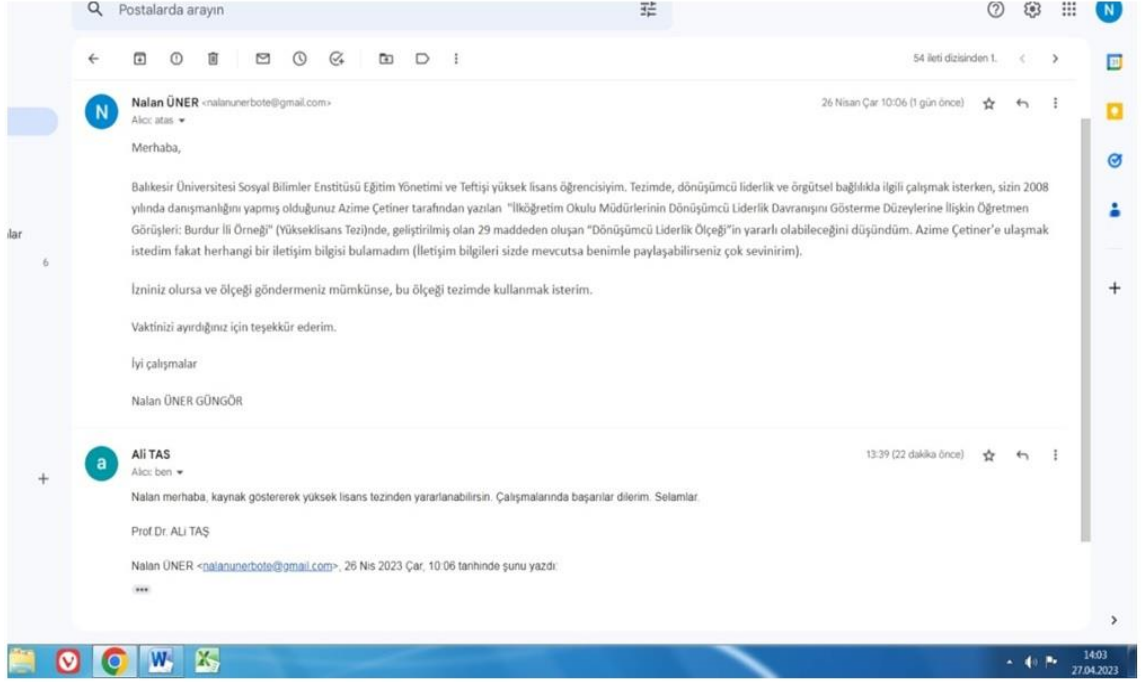 Postalarda arayın
N
54 ileti dizisinden 1.
Nalan ÜNER <nalanunerbote@gmail.com>
26 Nisan Çar 10:06 (1 gün önce)
N
Alıcı: atas
Merhaba,
Balıkesir Üniversitesi Sosyal Bilimler Enstitüsü Eğitim Yönetimi ve Teftişi yüksek lisans öğrencisiyim. Tezimde, dönüşümcü liderlik ve örgütsel bağlılıkla ilgili çalışmak isterken, sizin 2008
yılında danışmanlığını yapmış olduğunuz Azime Çetiner tarafından yazılan "İlköğretim Okulu Müdürlerinin Dönüşümcü Liderlik Davranışını Gösterme Düzeylerine İlişkin Öğretmen
Görüşleri: Burdur İli Örneği" (Yükseklisans Tezi)nde, geliştirilmiş olan 29 maddeden oluşan "Dönüşümcü Liderlik Ölçeği"in yararlı olabileceğini düşündüm. Azime Çetiner'e ulaşmak
istedim fakat herhangi bir iletişim bilgisi bulamadım (İletişim bilgileri sizde mevcutsa benimle paylaşabilirseniz çok sevinirim).
lar
6
İzniniz olursa ve ölçeği göndermeniz mümkünse, bu ölçeği tezimde kullanmak isterim.
Vaktinizi ayırdığınız için teşekkür ederim.
İyi çalışmalar
Nalan ÜNER GÜNGÖR
Ali TAS
13:39 (22 dakika önce)
a
Alıcı: ben
Nalan merhaba, kaynak göstererek yüksek lisans tezinden yararlanabilirsin. Çalışmalarında başarılar dilerim. Selamlar.
Prof.Dr. ALi TAŞ
Nalan ÜNER <nalanunerbote@gmail.com>, 26 Nis 2023 Çar, 10:06 tarihinde şunu yazdı:
14:03
27.04.2023